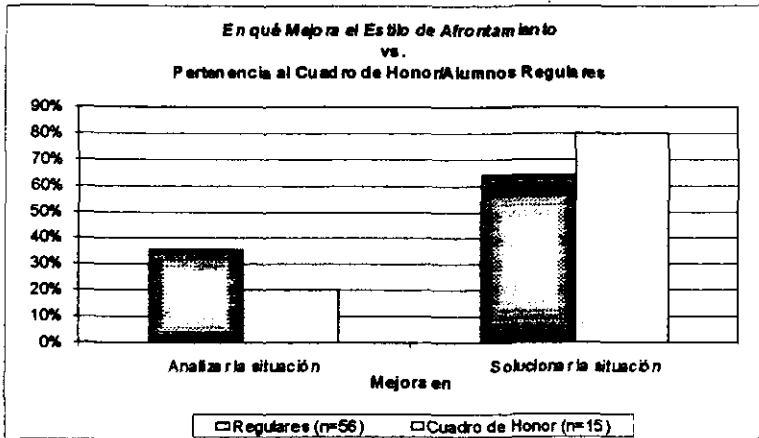 En qué Mejora el Estilo de Afrontamiento
vs.
Pertenencia al Cuadro de Honor/Alumnos Regulares
90%
80%
70%
60%
50%
40%
30%
20%
10%
0%
Analizar la situación
Solucionar la situación
Mejora en
Regulares (n=56)
Cuadro de Honor (n=15)